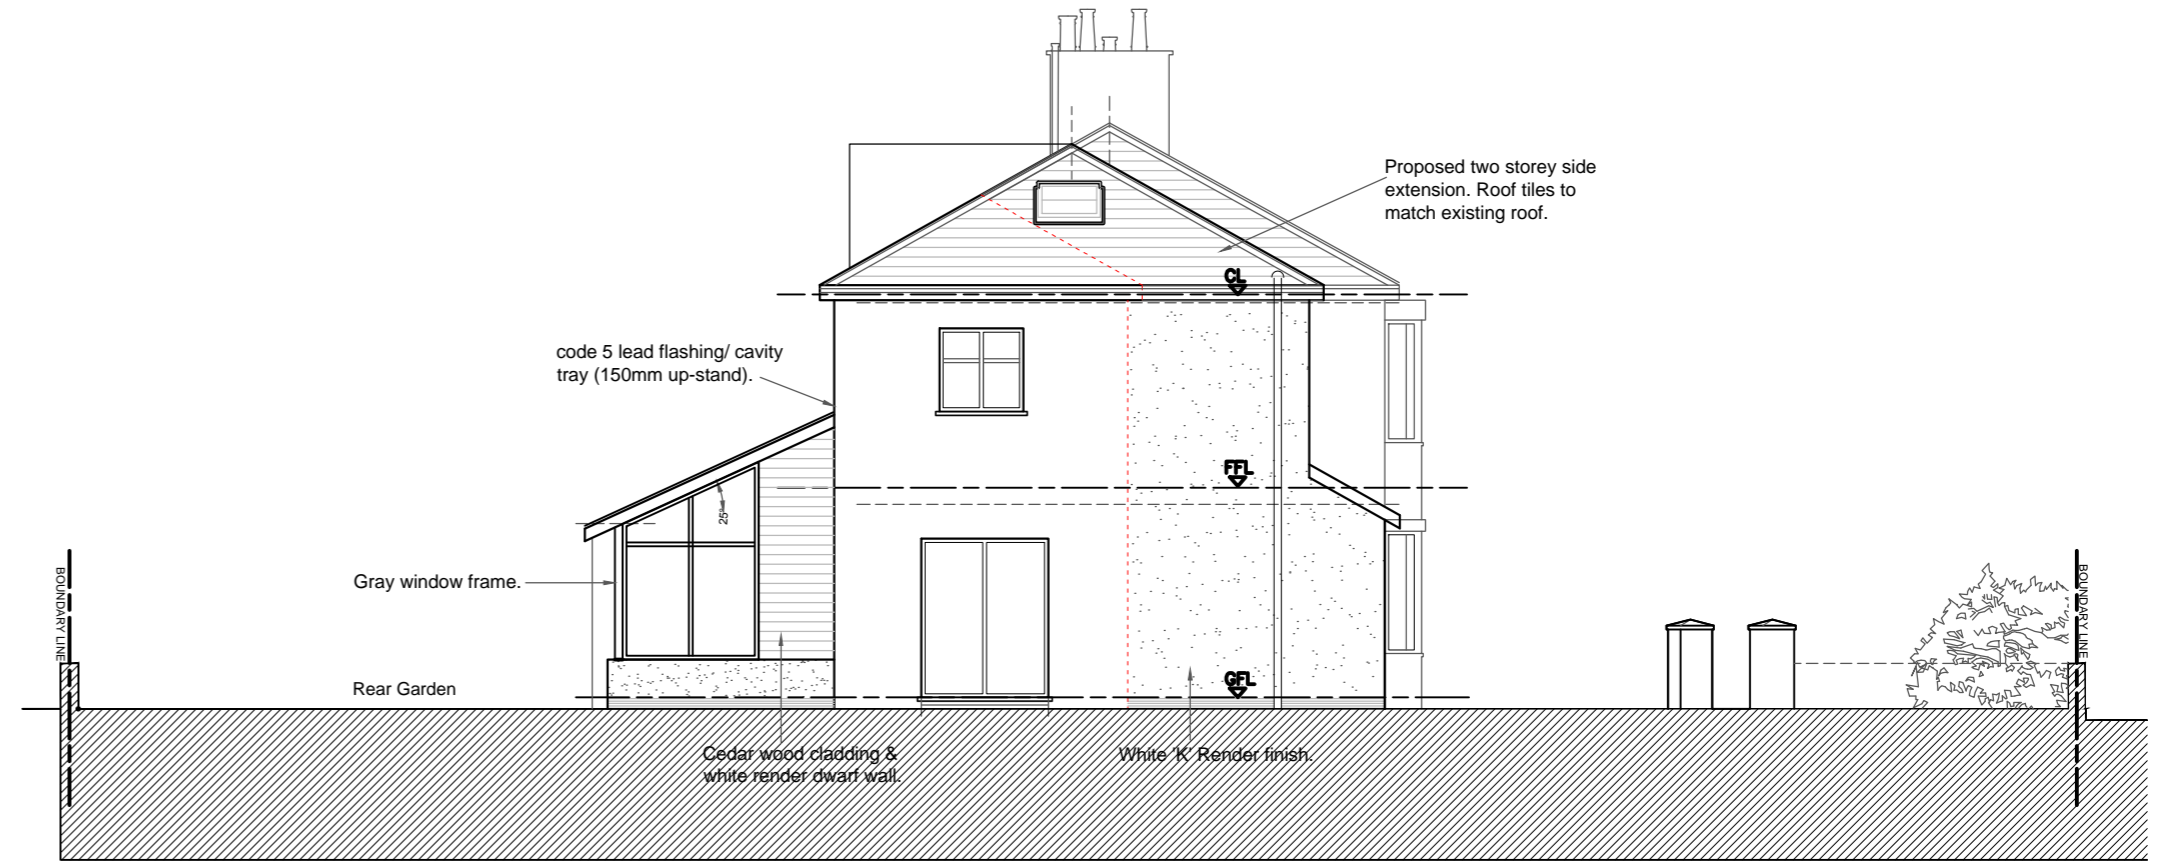 Proposed two storey side
extension. Roof tiles to
match existing roof.
CL
code 5 lead flashing/ cavity
tray (150mm up-stand).
FFL
25°
Gray window frame.
BOUNDARY LINE
BOUNDARY LINE
GFL
Rear Garden
Cedar wood cladding &
white render dwarf wall.
White 'K' Render finish.